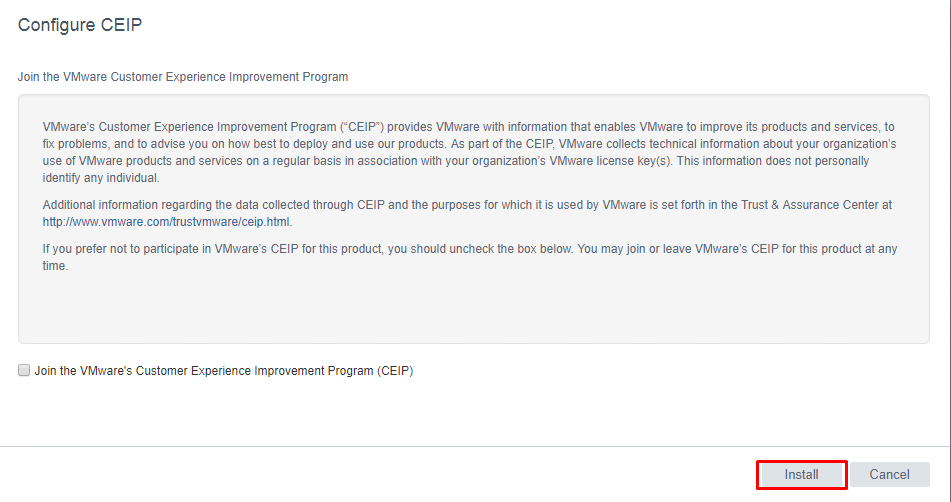 Configure CEIP
Join the VMware Customer Experience Improvement Program
VMware's Customer Experience Improvement Program (“CEIP”) provides VMware with information that enables VMware to improve its products and services, to
fix problems, and to advise you on how best to deploy and use our products. As part of the CEIP, VMware collects technical information about your organization’s
use of VMware products and services on a regular basis in association with your organization’s VMware license key(s). This information does not personally
identify any individual.
Additional information regarding the data collected through CEIP and the purposes for which it is used by VMware is set forth in the Trust & Assurance Center at
http://www.vmware.com/trustvmware/ceip.html.
If you prefer not to participate in VMware’s CEIP for this product, you should uncheck the box below. You may join or leave VMware’s CEIP for this product at any
time.
Join the VMware's Customer Experience Improvement Program (CEIP)
Install Cancel